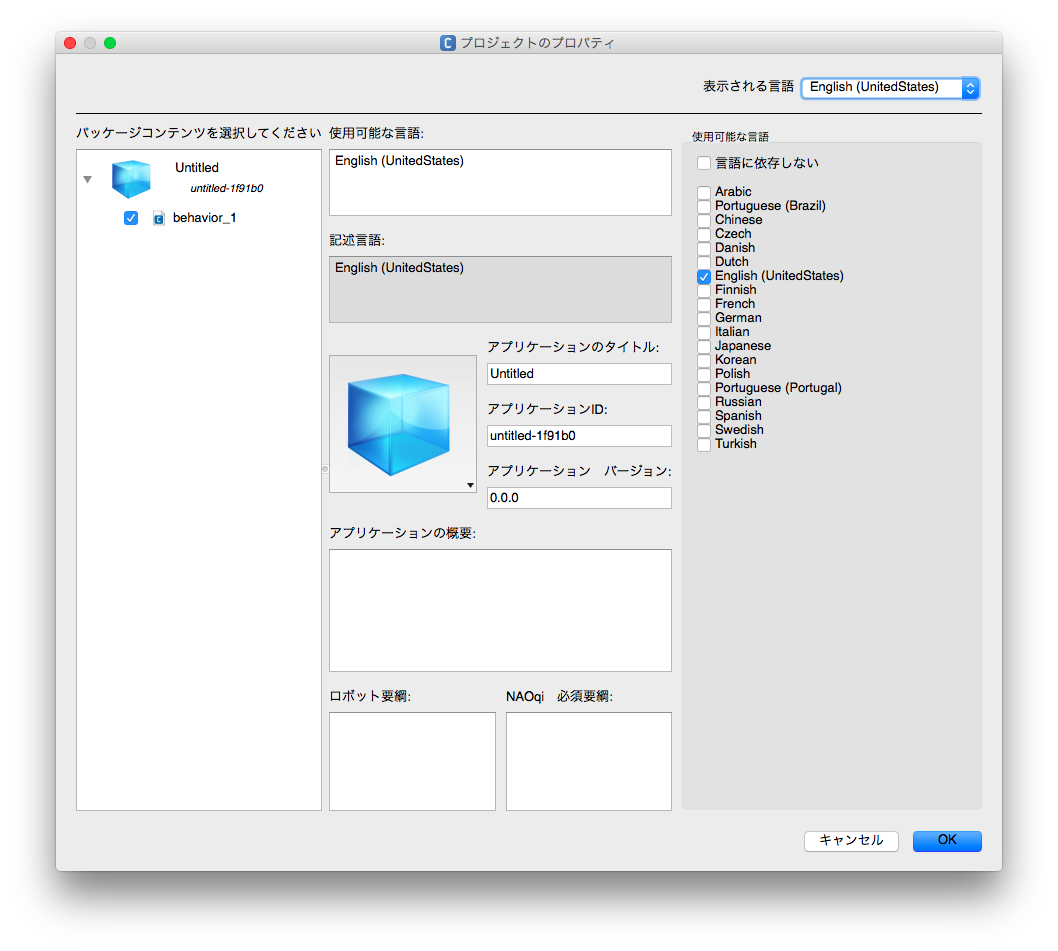 プロジェクトのプロパティ
表示される言語
English (UnitedStates)
パッケージコンテンツを選択してください
Untitled
untitled-1f91b0
behavior_1
使用可能な言語:
English (UnitedStates)
記述言語:
English (UnitedStates)
アプリケーションのタイトル:
Untitled
アプリケーションID:
untitled-1f91b0
アプリケーション　バージョン:
0.0.0
アプリケーションの概要:
ロボット要綱:
NAOqi　必須要綱:
使用可能な言語
言語に依存しない
Arabic
Portuguese (Brazil)
Chinese
Czech
Danish
Dutch
English (UnitedStates)
Finnish
French
German
Italian
Japanese
Korean
Polish
Portuguese (Portugal)
Russian
Spanish
Swedish
Turkish
キャンセル
OK